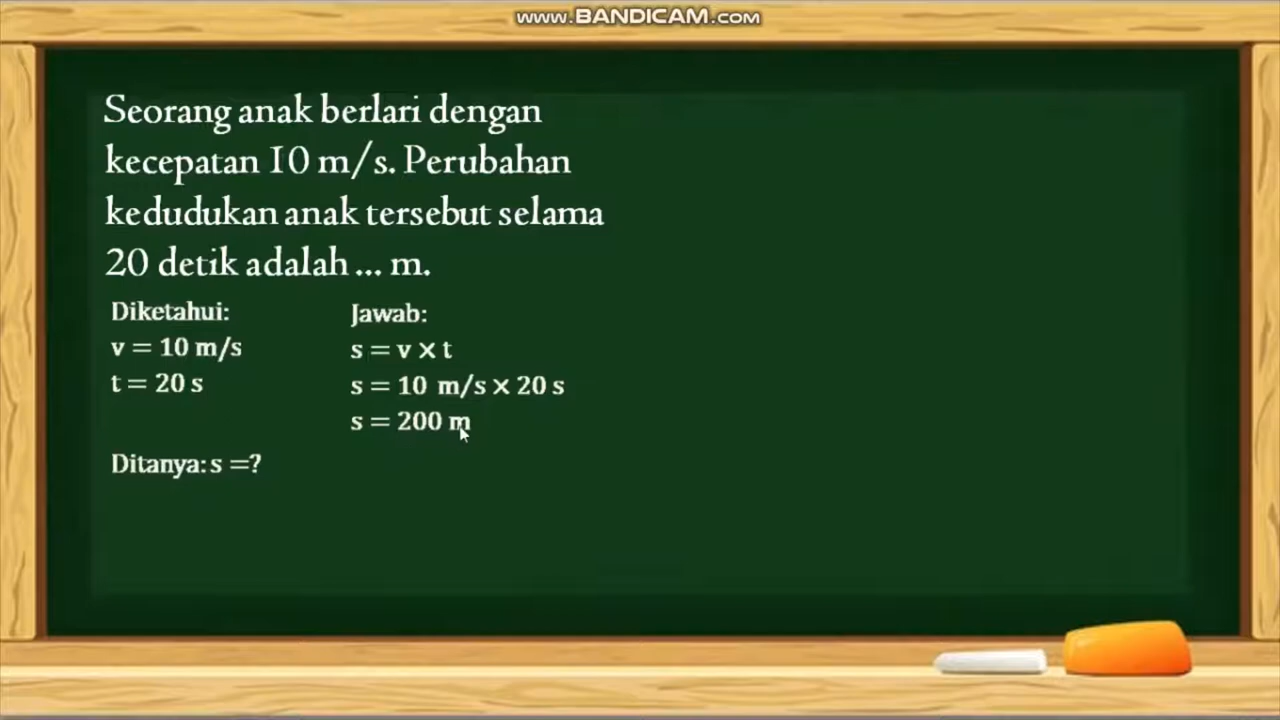 www.BANDICAM.com
Seorang anak berlari dengan
kecepatan 10 m/s. Perubahan
kedudukan anak tersebut selama
20 detik adalah ... m.
Diketahui:
v = 10 m/s
t = 20 s
Ditanya: s =?
Jawab:
s = v × t
s = 10 m/s × 20 s
s = 200 m